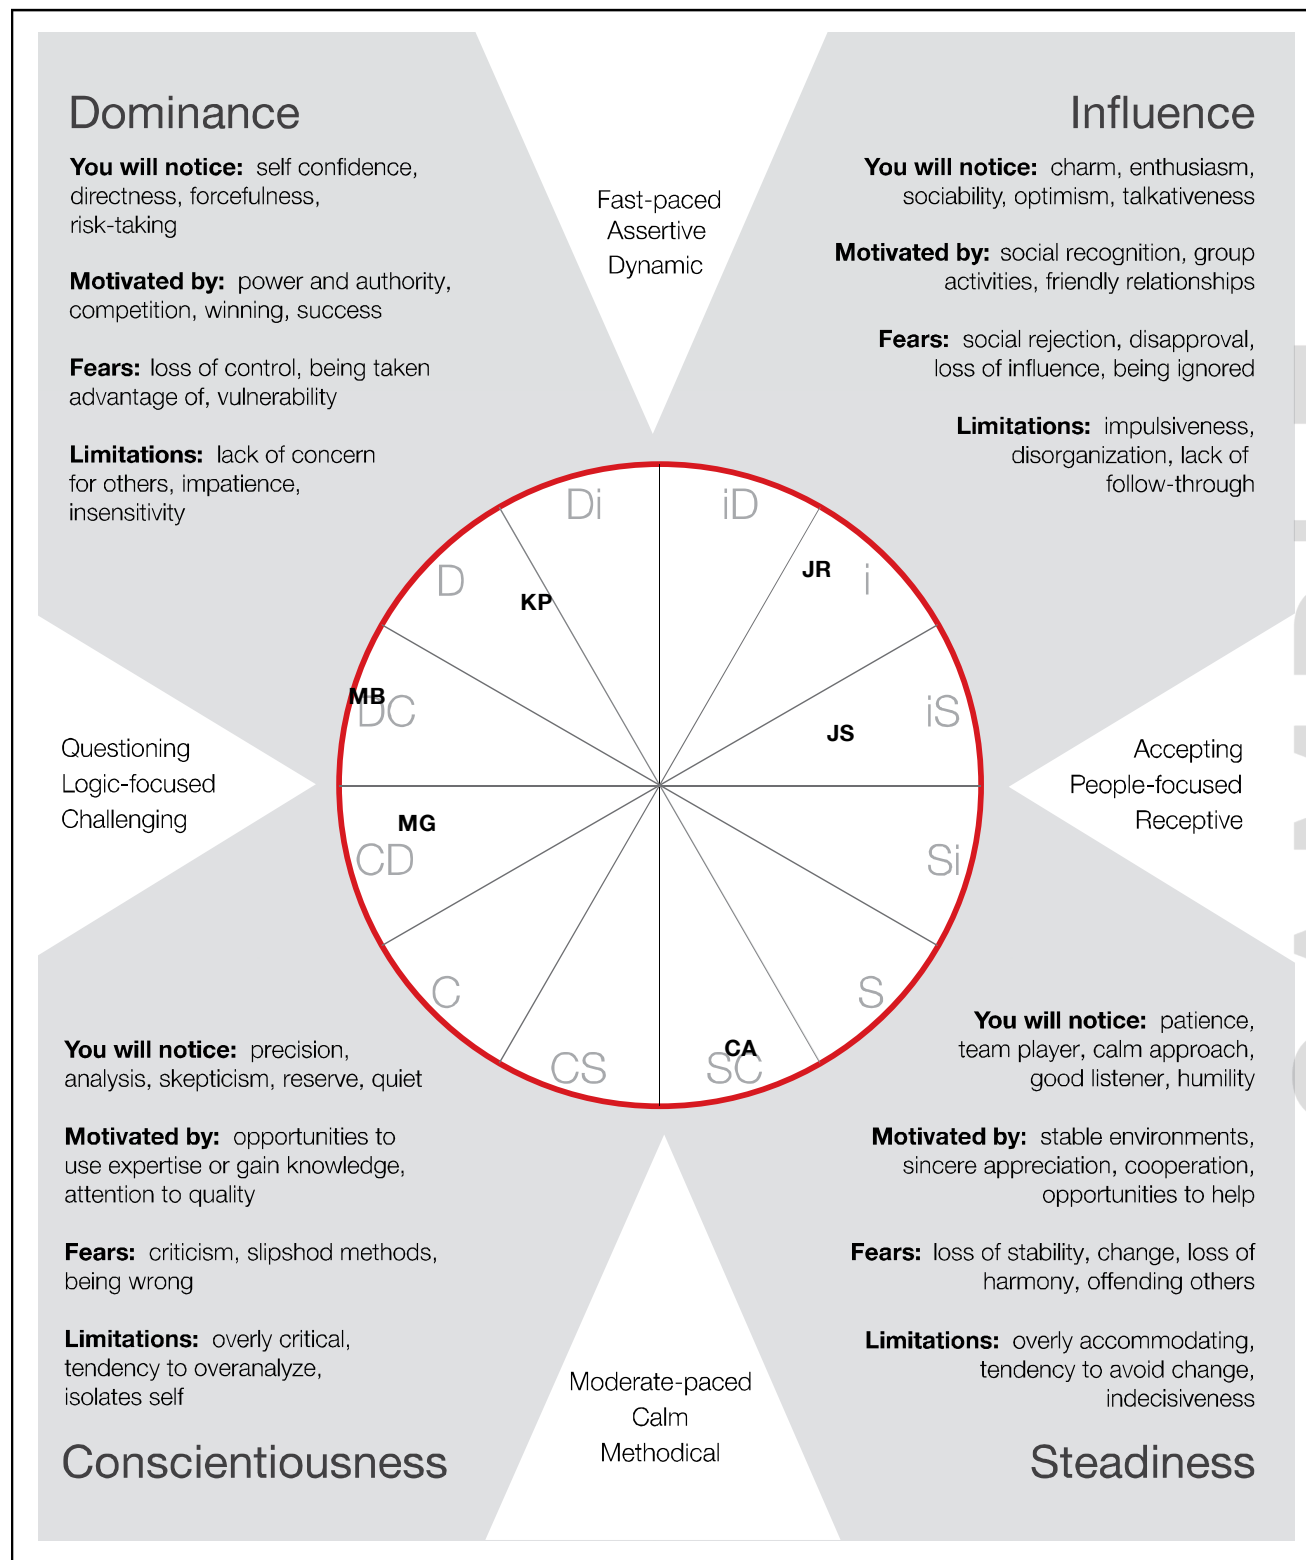 Dominance
You will notice: self confidence,
directness, forcefulness,
risk-taking
Motivated by: power and authority,
competition, winning, success
Fears: loss of control, being taken
advantage of, vulnerability
Limitations: lack of concern
for others, impatience,
insensitivity
Fast-paced
Assertive
Dynamic
Influence
You will notice: charm, enthusiasm,
sociability, optimism, talkativeness
Motivated by: social recognition, group
activities, friendly relationships
Fears: social rejection, disapproval,
loss of influence, being ignored
Limitations: impulsiveness,
disorganization, lack of
follow-through
Di
iD
D
KP
JR
i
MB
DC
JS
iS
MG
CD
Si
C
S
CS
CA
SC
Questioning
Logic-focused
Challenging
Accepting
People-focused
Receptive
You will notice: precision,
analysis, skepticism, reserve, quiet
Motivated by: opportunities to
use expertise or gain knowledge,
attention to quality
Fears: criticism, slipshod methods,
being wrong
Limitations: overly critical,
tendency to overanalyze,
isolates self
Conscientiousness
Moderate-paced
Calm
Methodical
You will notice: patience,
team player, calm approach,
good listener, humility
Motivated by: stable environments,
sincere appreciation, cooperation,
opportunities to help
Fears: loss of stability, change, loss of
harmony, offending others
Limitations: overly accommodating,
tendency to avoid change,
indecisiveness
Steadiness